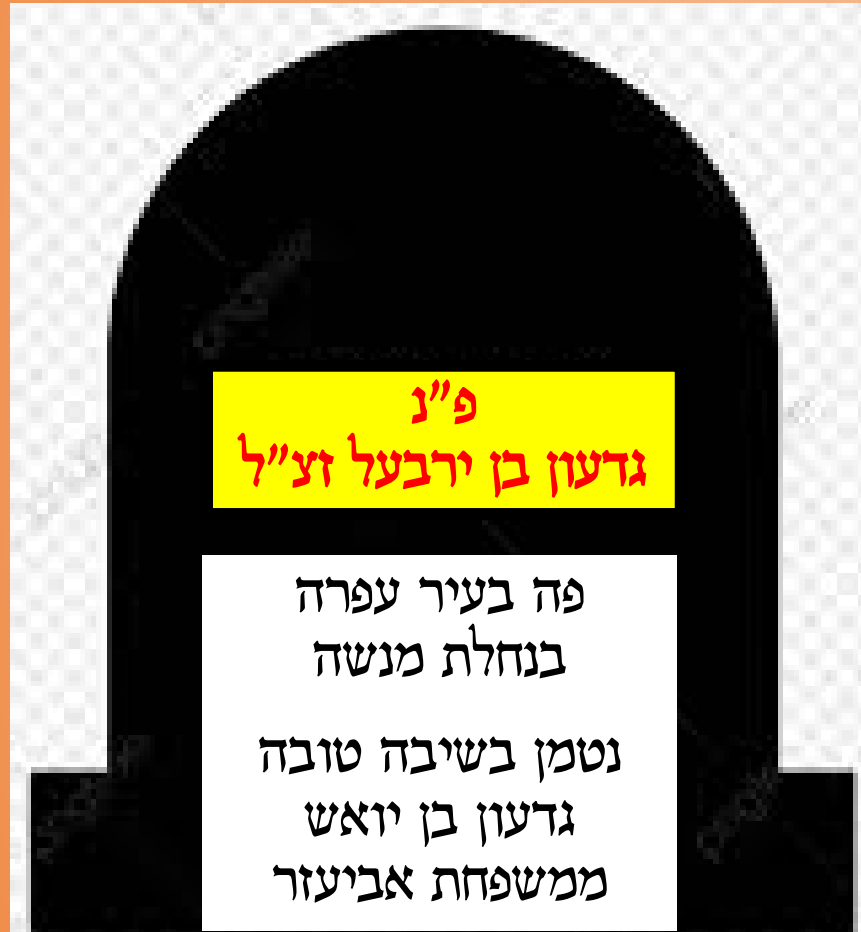 פ"נ
גדעון בן ירבעל זצ"ל
פה בעיר עפרה
בנחלת מנשה
נטמן בשיבה טובה
גדעון בן יואש
ממשפחת אביעזר